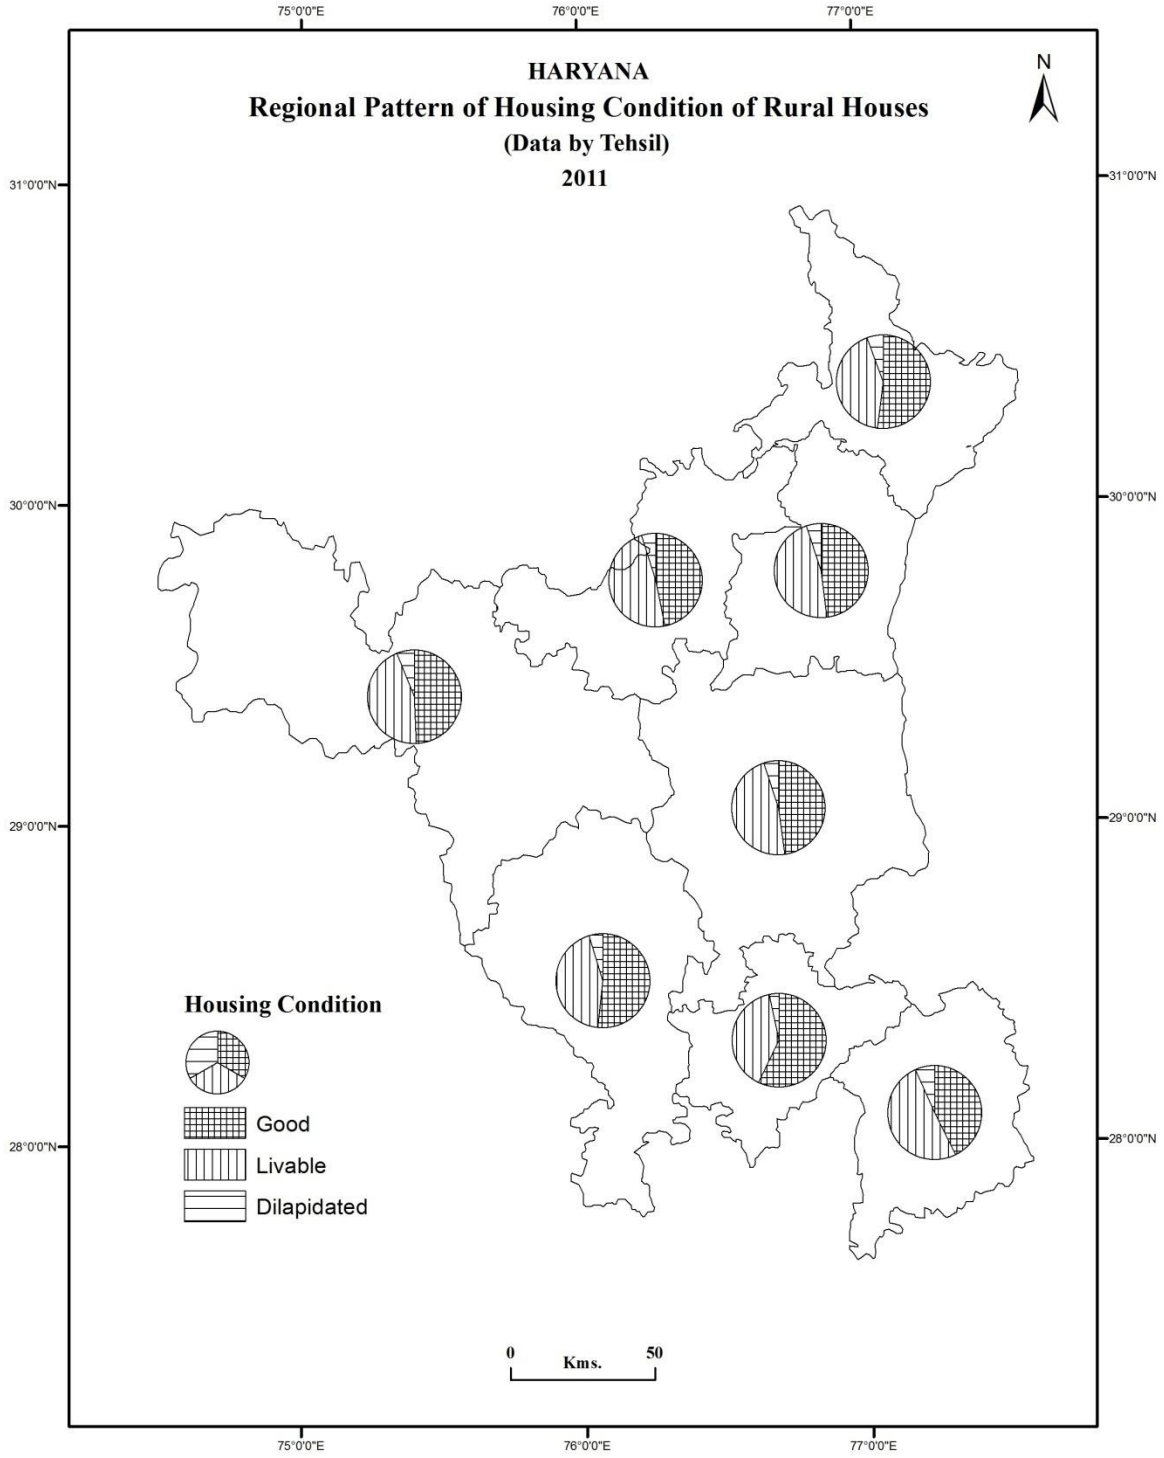 75°0'0"E 76°0'0"E 77°0'0"E
HARYANA
Regional Pattern of Housing Condition of Rural Houses
(Data by Tehsil)
2011
N
31°0'0"N
31°0'0"N
30°0'0"N
30°0'0"N
29°0'0"N
29°0'0"N
Housing Condition
Good
Livable
Dilapidated
28°0'0"N
28°0'0"N
0 50
Kms.
75°0'0"E 76°0'0"E 77°0'0"E